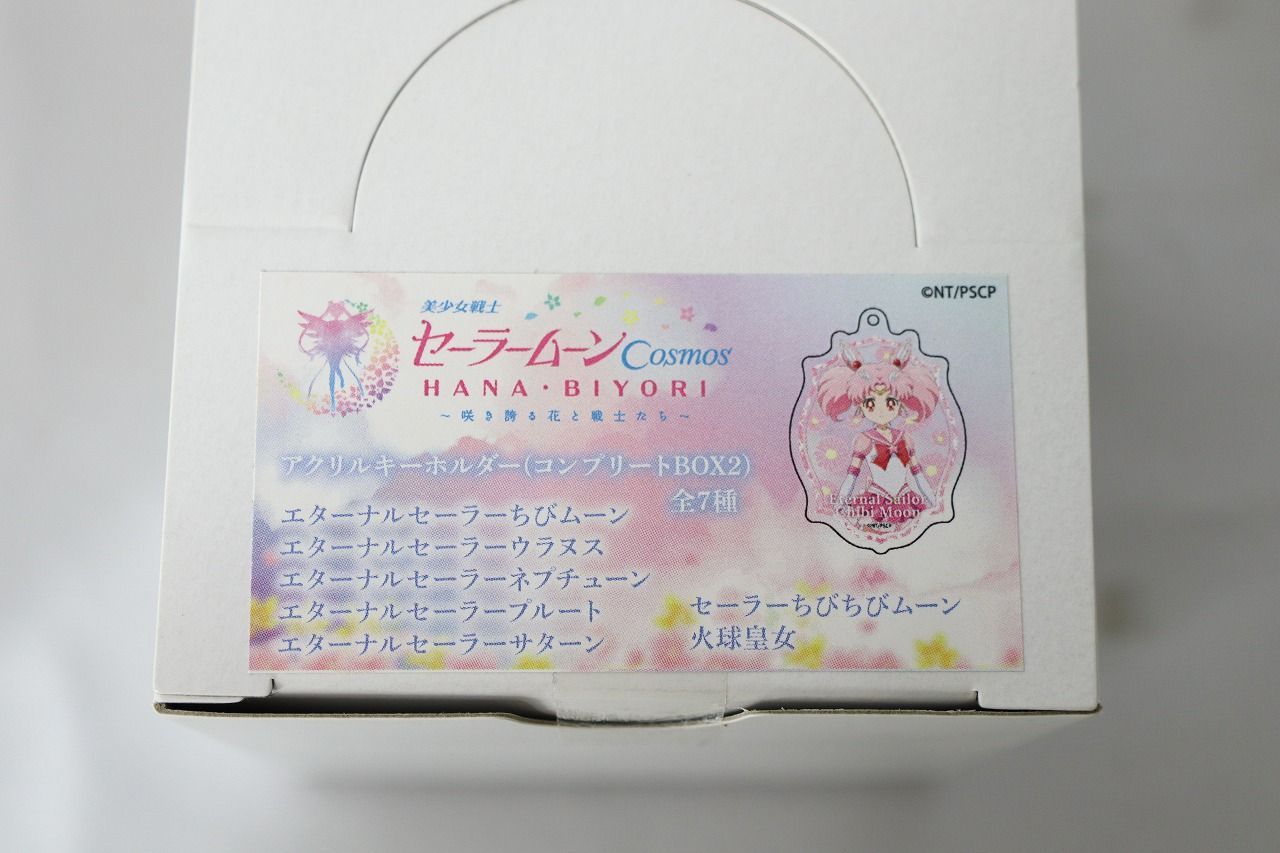 ©NT/PSCP
美少女戦士
セーラームーンCosmos
HANA・BIYORI
～咲き誇る花と戦士たち～
アクリルキーホルダー(コンプリートBOX2)
全7種
エターナルセーラーちびムーン
エターナルセーラーウラヌス
エターナルセーラーネプチューン
エターナルセーラープルート
エターナルセーラーサターン
セーラーちびちびムーン
火球皇女
Eternal Sailor
Chibi Moon
©NT/PSCP